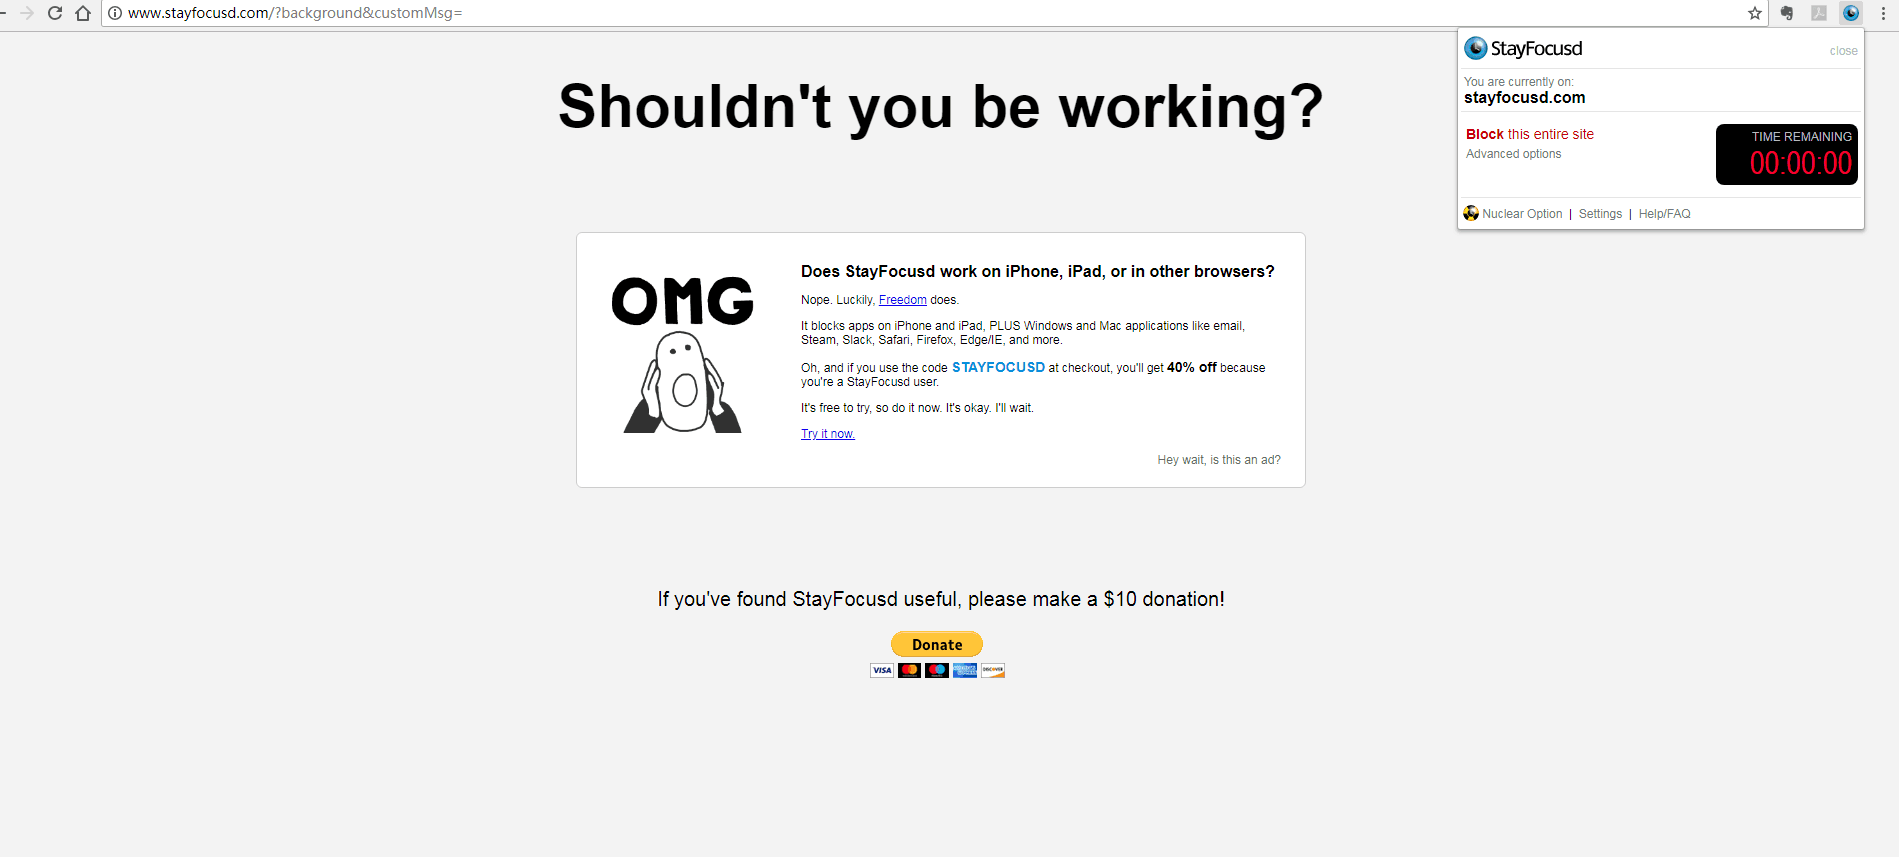 www.stayfocusd.com/?background&customMsg=
StayFocusd
close
You are currently on:
stayfocusd.com
Block this entire site
Advanced options
TIME REMAINING
00:00:00
Nuclear Option | Settings | Help/FAQ
Shouldn't you be working?
OMG
Does StayFocusd work on iPhone, iPad, or in other browsers?
Nope. Luckily, Freedom does.
It blocks apps on iPhone and iPad, PLUS Windows and Mac applications like email,
Steam, Slack, Safari, Firefox, Edge/IE, and more.
Oh, and if you use the code STAYFOCUSD at checkout, you'll get 40% off because
you're a StayFocusd user.
It's free to try, so do it now. It's okay. I'll wait.
Try it now.
Hey wait, is this an ad?
If you've found StayFocusd useful, please make a $10 donation!
Donate
VISA
DISCOVER